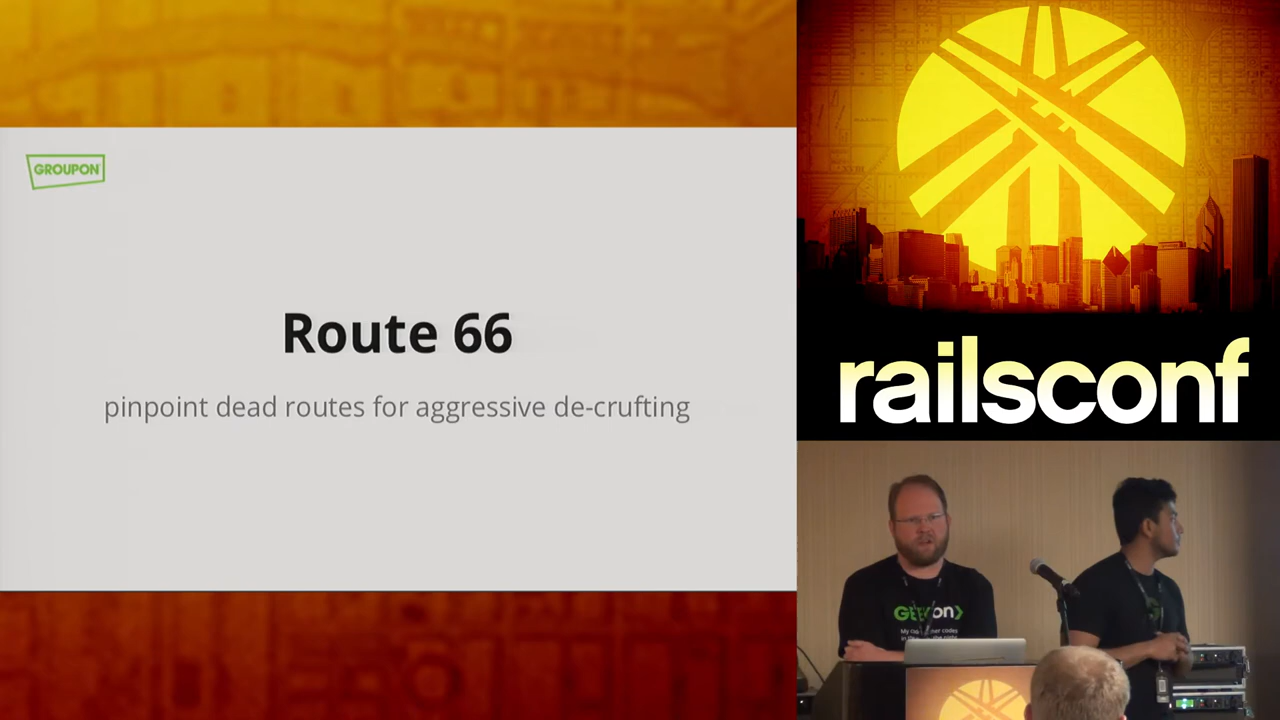 GROUPON
Route 66
pinpoint dead routes for aggressive de-crufting
railsconf